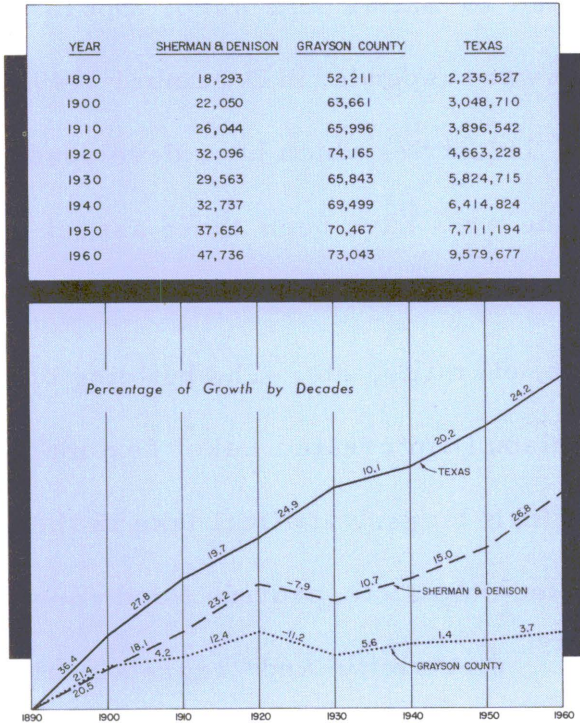 YEAR SHERMAN & DENISON GRAYSON COUNTY TEXAS
1890 18,293 52,211 2,235,527
1900 22,050 63,661 3,048,710
1910 26,044 65,996 3,896,542
1920 32,096 74,165 4,663,228
1930 29,563 65,843 5,824,715
1940 32,737 69,499 6,414,824
1950 37,654 70,467 7,711,194
1960 47,736 73,043 9,579,677
Percentage of Growth by Decades
36.4 27.8 19.7 24.9 10.1 20.2 24.2
TEXAS
20.5 18.1 23.2 -7.9 10.7 15.0 26.8
SHERMAN & DENISON
21.4 4.2 12.4 -11.2 5.6 1.4 3.7
GRAYSON COUNTY
1890 1900 1910 1920 1930 1940 1950 1960